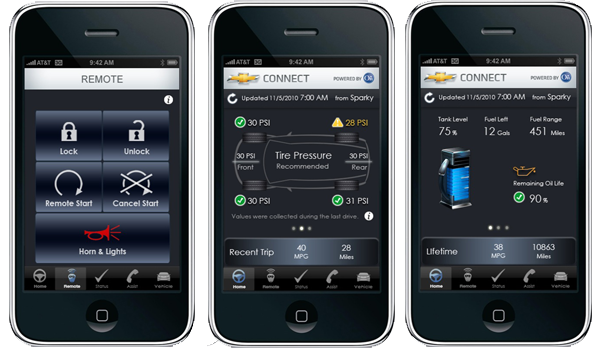 AT&T 3G 9:42 AM
REMOTE
i
Lock Unlock
Remote Start Cancel Start
Horn & Lights
Home Remote Status Assist Vehicle
AT&T 3G 9:42 AM
CONNECT POWERED BY
Updated 11/5/2010 7:00 AM from Sparky
30 PSI 28 PSI
30 PSI Tire Pressure 30 PSI
Front Recommended Rear
30 PSI 31 PSI
Values were collected during the last drive. i
Recent Trip 40 MPG 28 Miles
Home Remote Status Assist Vehicle
AT&T 3G 9:42 AM
CONNECT POWERED BY
Updated 11/5/2010 7:00 AM from Sparky
Tank Level Fuel Left Fuel Range
75 % 12 Gals 451 Miles
Remaining Oil Life
90 %
Lifetime 38 MPG 10863 Miles
Home Remote Status Assist Vehicle